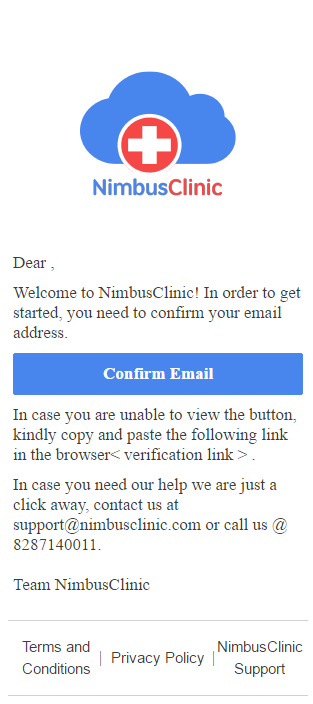 NimbusClinic
Dear ,
Welcome to NimbusClinic! In order to get
started, you need to confirm your email
address.
Confirm Email
In case you are unable to view the button,
kindly copy and paste the following link
in the browser< verification link > .
In case you need our help we are just a
click away, contact us at
support@nimbusclinic.com or call us @
8287140011.
Team NimbusClinic
Terms and
Conditions
| Privacy Policy |
NimbusClinic
Support